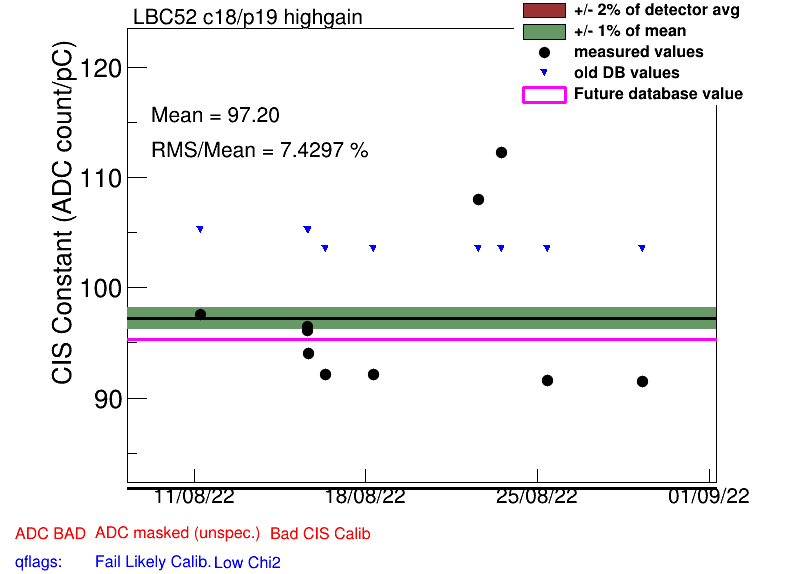 LBC52 c18/p19 highgain
+/- 2% of detector avg
+/- 1% of mean
measured values
old DB values
Future database value
Mean = 97.20
RMS/Mean = 7.4297 %
CIS Constant (ADC count/pC)
120
110
100
90
11/08/22 18/08/22 25/08/22 01/09/22
ADC BAD ADC masked (unspec.) Bad CIS Calib
qflags: Fail Likely Calib. Low Chi2